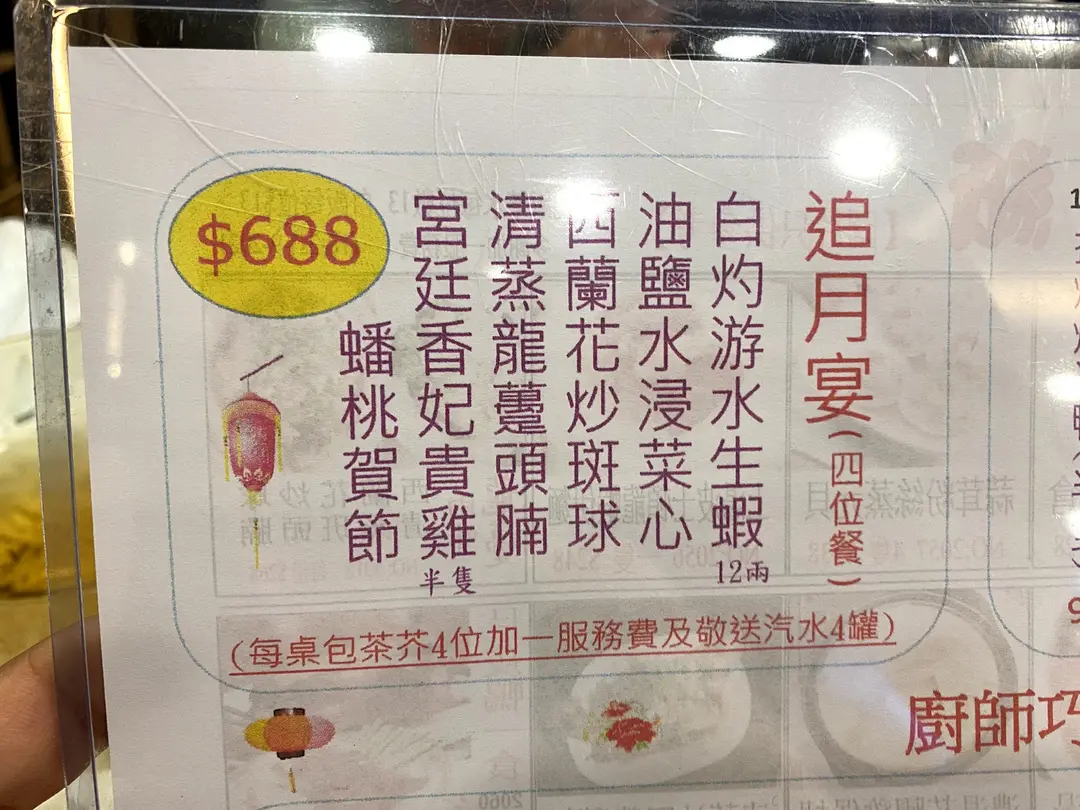 追月宴(四位餐)
白灼游水生蝦12兩
油鹽水浸菜心
西蘭花炒斑球
清蒸龍躉頭腩
宮廷香妃貴雞半隻
蟠桃賀節
$688
(每桌包茶芥4位加一服務費及敬送汽水4罐)
廚師巧